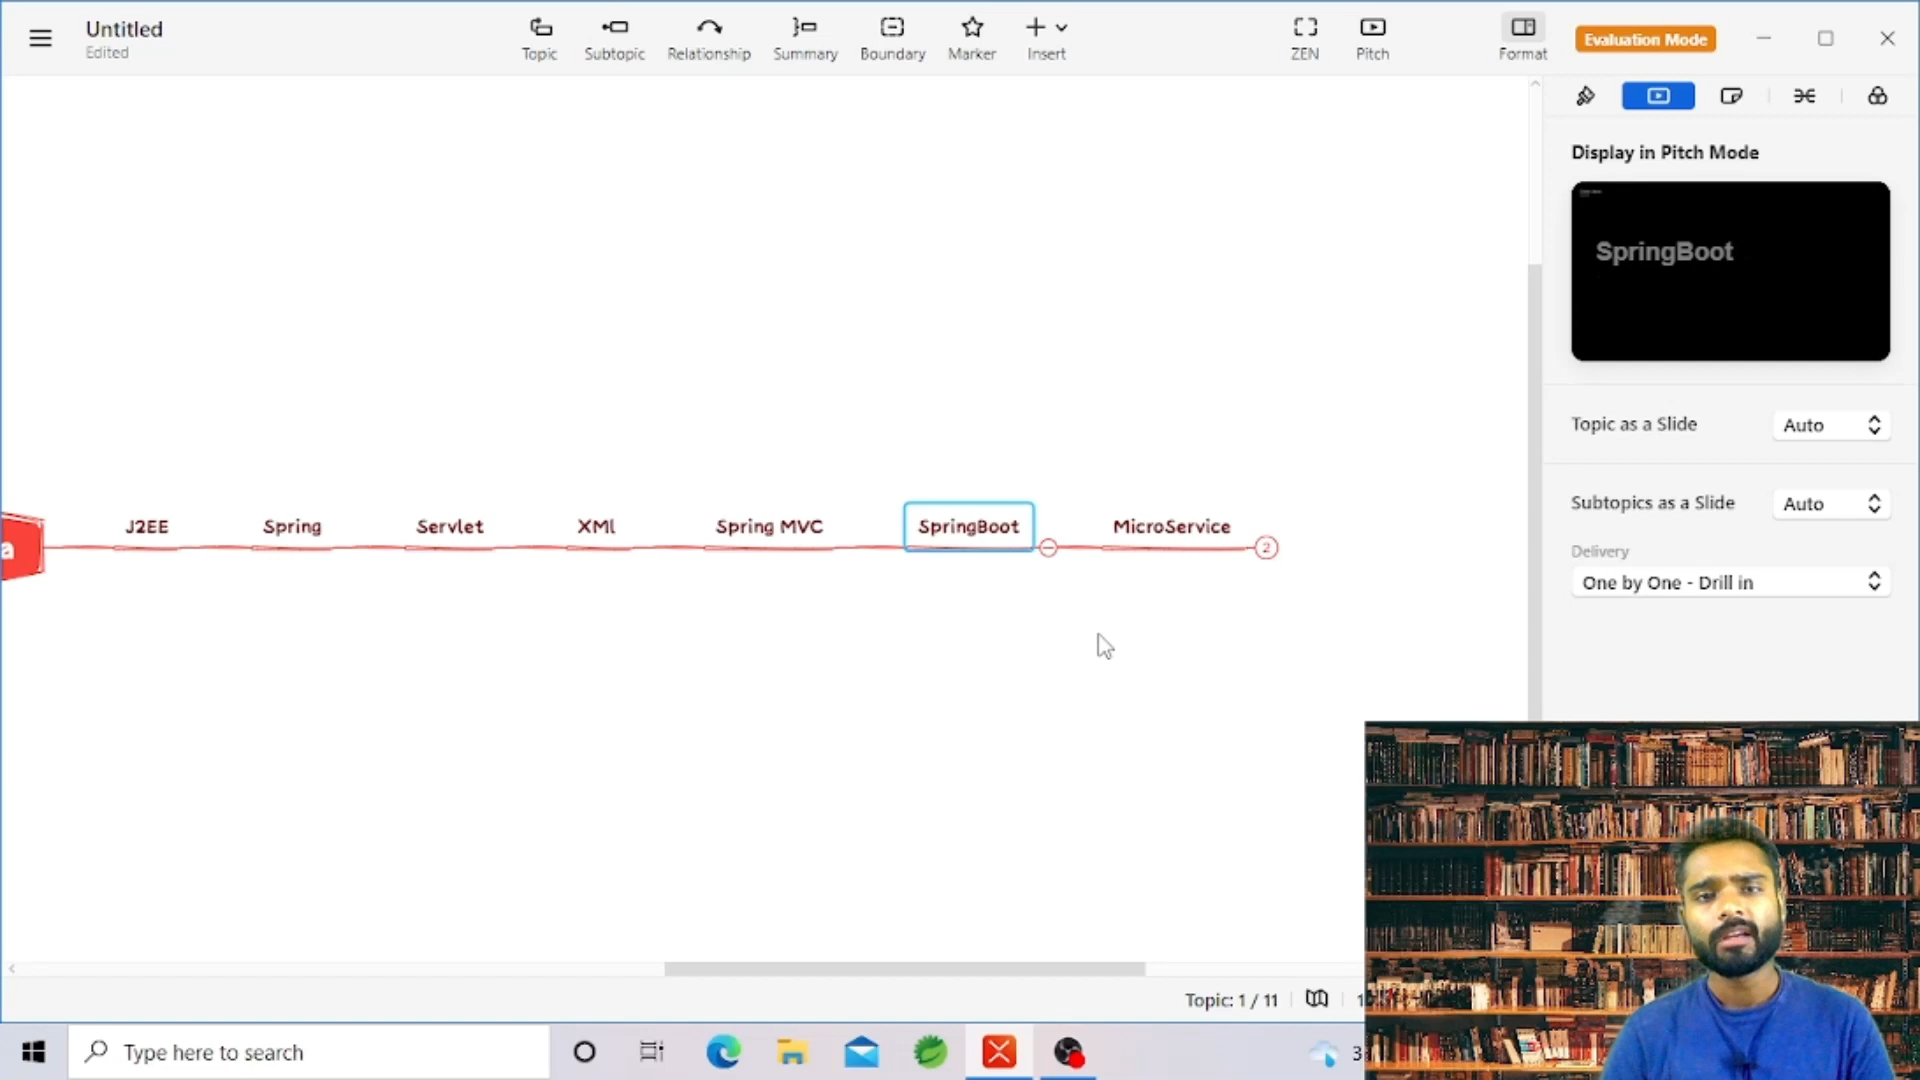 Untitled
Edited
Topic
Subtopic
Relationship
Summary
Boundary
Marker
Insert
ZEN
Pitch
Format
Evaluation Mode
Display in Pitch Mode
SpringBoot
Topic as a Slide
Auto
Subtopics as a Slide
Auto
Delivery
One by One - Drill in
a
J2EE
Spring
Servlet
XMl
Spring MVC
SpringBoot
MicroService
2
Topic: 1 / 11
Type here to search
3